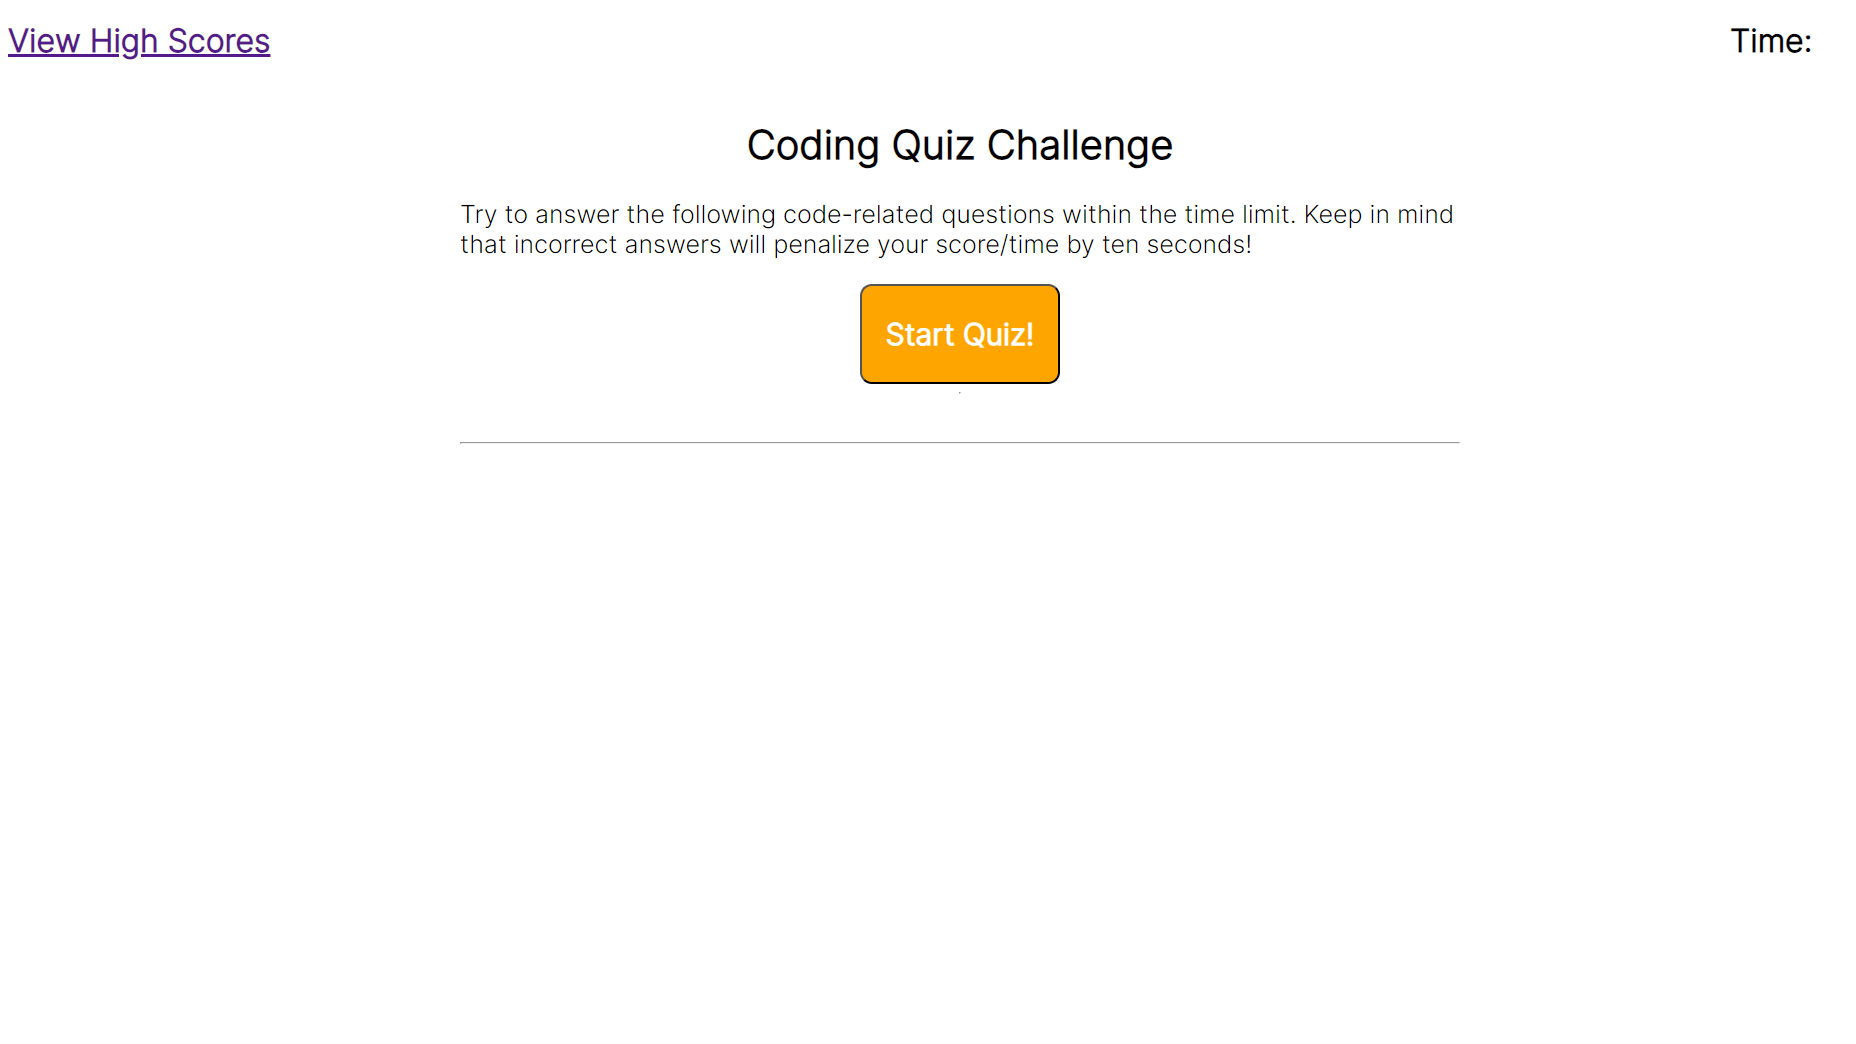 View High Scores
Time:
Coding Quiz Challenge
Try to answer the following code-related questions within the time limit. Keep in mind
that incorrect answers will penalize your score/time by ten seconds!
Start Quiz!